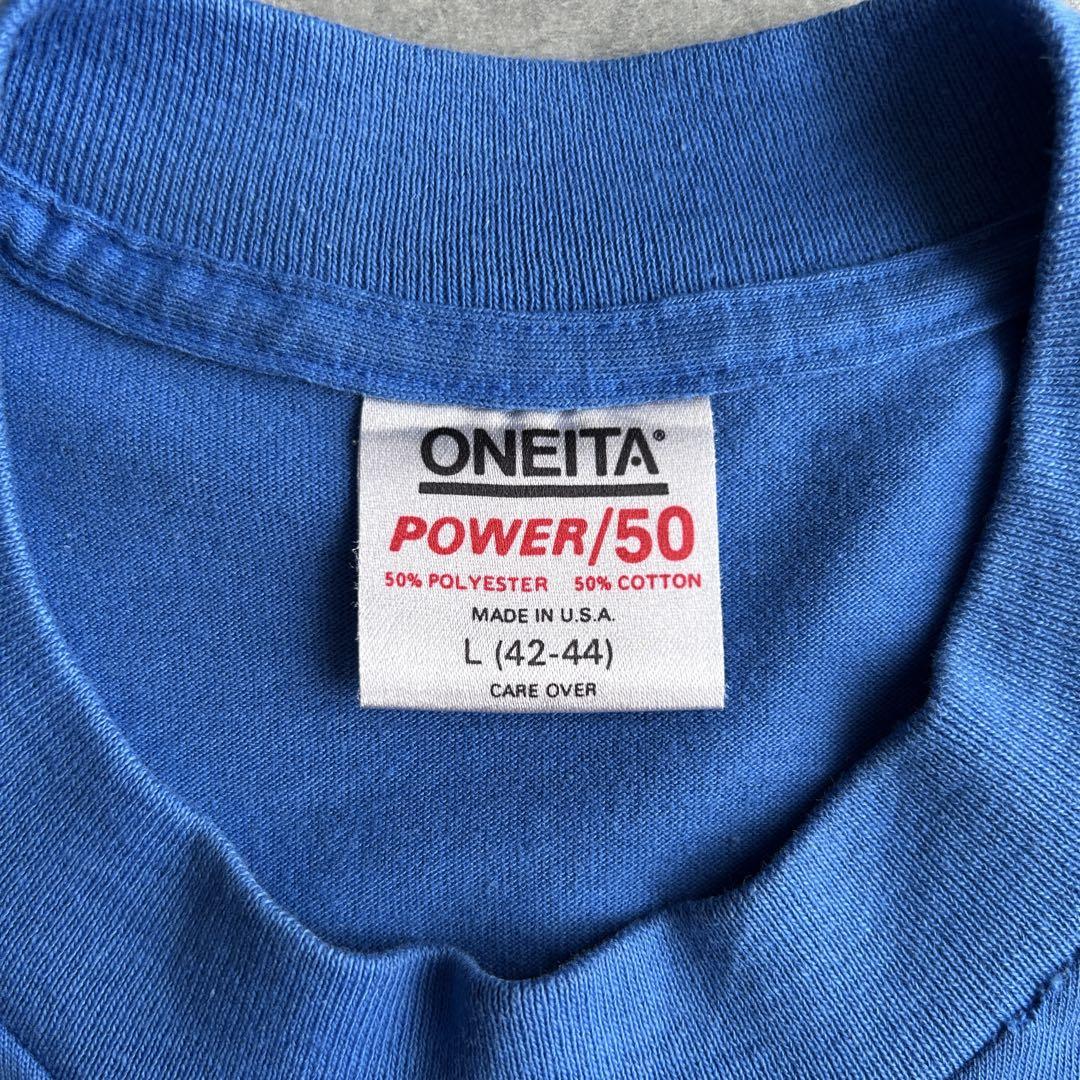 ONEITA®
POWER/50
50% POLYESTER 50% COTTON
MADE IN U.S.A.
L (42-44)
CARE OVER